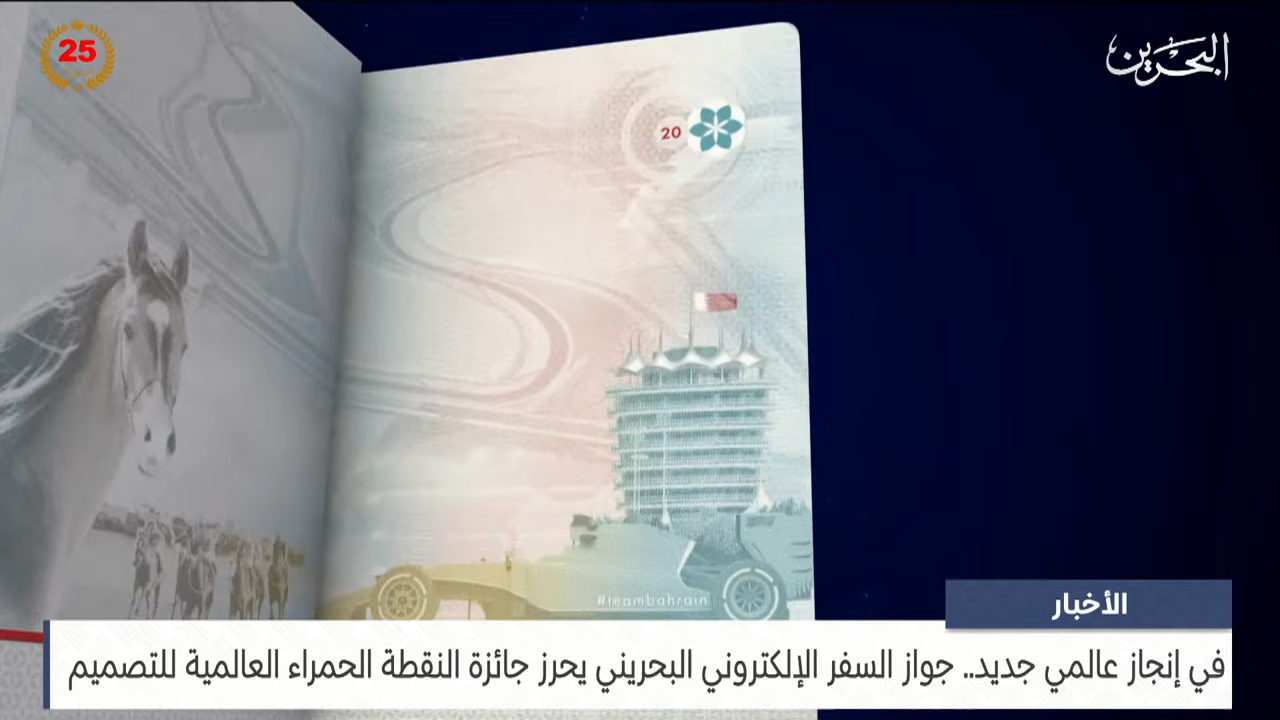 25
البحرين
20
#teambahrain
الأخبار
في إنجاز عالمي جديد.. جواز السفر الإلكتروني البحريني يحرز جائزة النقطة الحمراء العالمية للتصميم